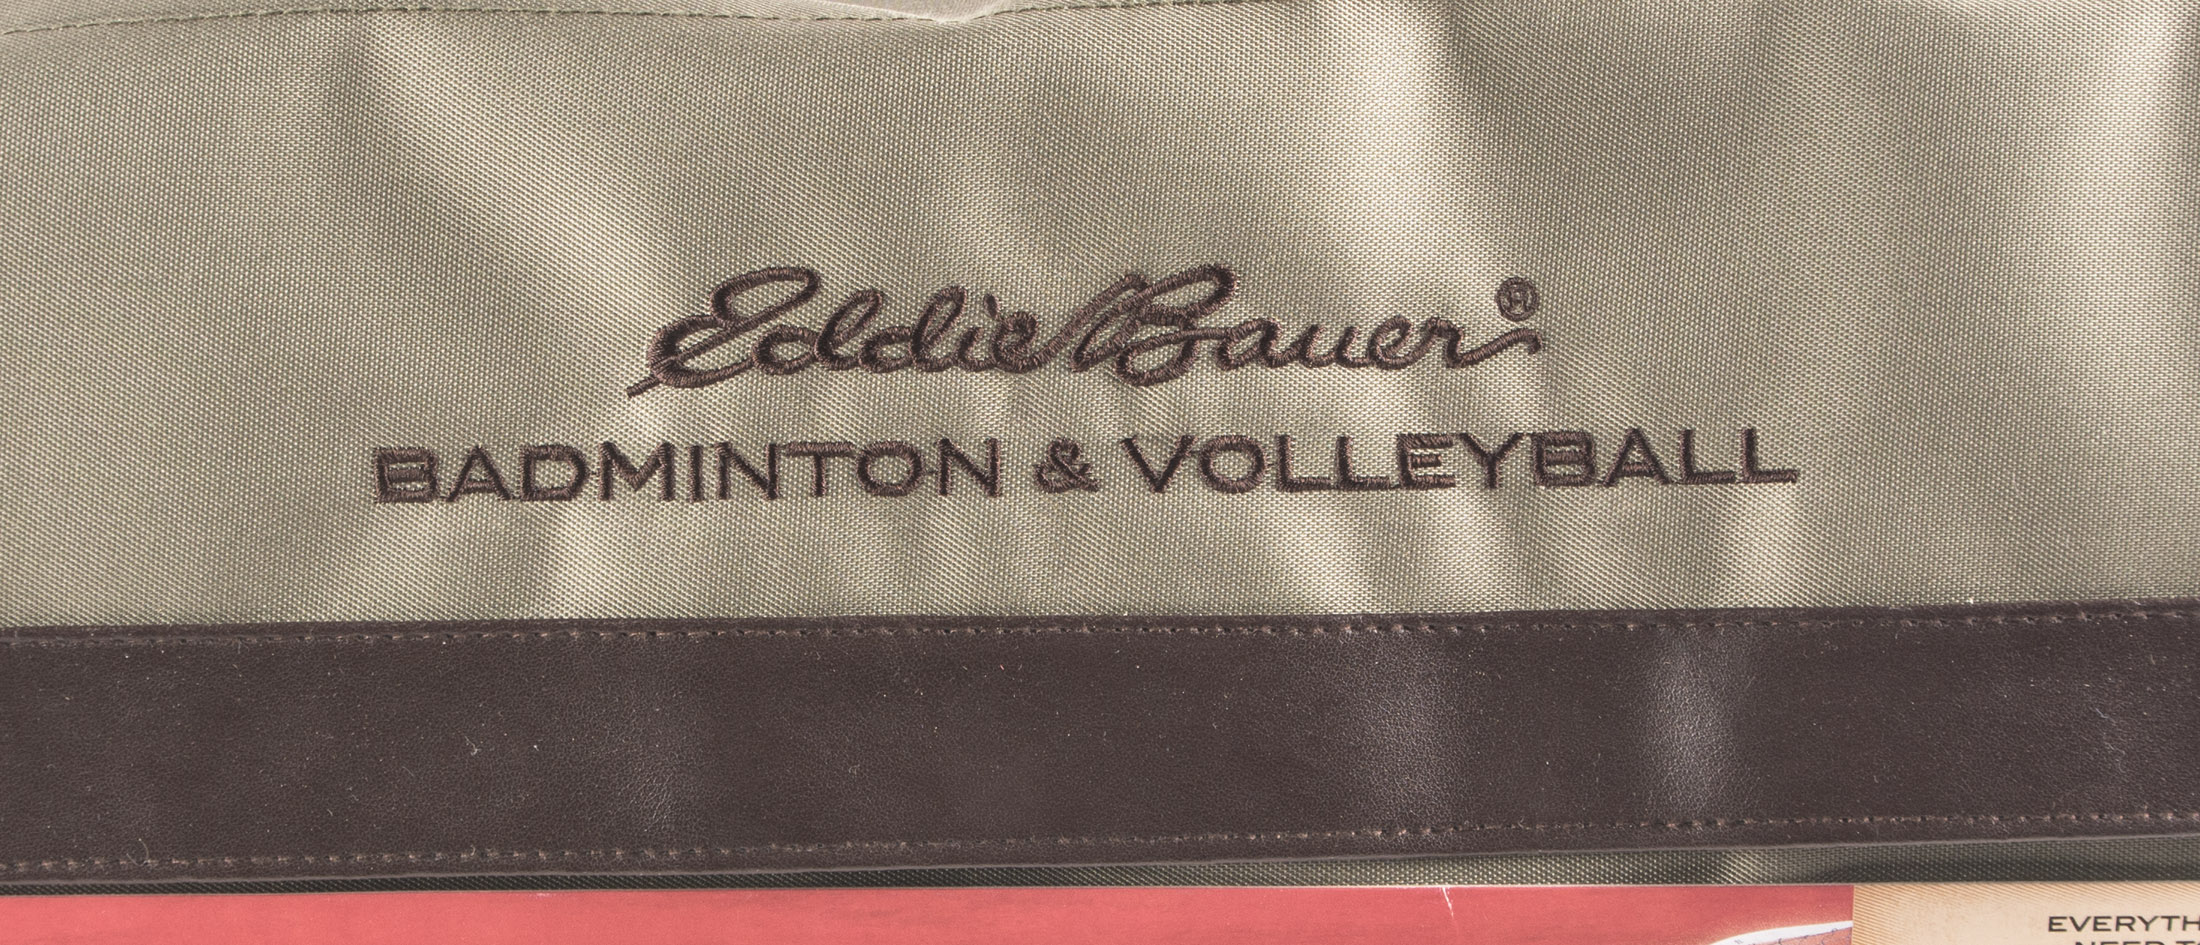 Eddie Bauer®
BADMINTON & VOLLEYBALL